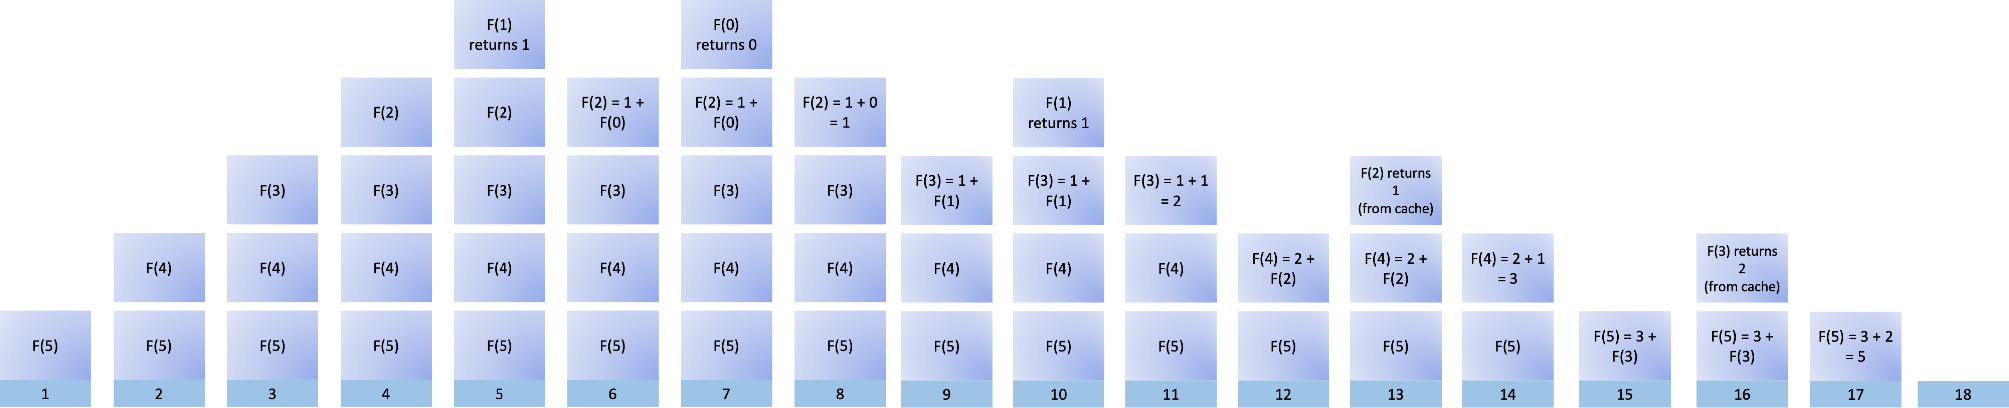 F(1)
returns 1
F(0)
returns 0
F(2)
F(2)
F(2) = 1 +
F(0)
F(2) = 1 +
F(0)
F(2) = 1 + 0
= 1
F(1)
returns 1
F(3)
F(3)
F(3)
F(3)
F(3)
F(3)
F(3) = 1 +
F(1)
F(3) = 1 +
F(1)
F(3) = 1 + 1
= 2
F(2) returns
1
(from cache)
F(4)
F(4)
F(4)
F(4)
F(4)
F(4)
F(4)
F(4)
F(4)
F(4)
F(4) = 2 +
F(2)
F(4) = 2 +
F(2)
F(4) = 2 + 1
= 3
F(3) returns
2
(from cache)
F(5)
F(5)
F(5)
F(5)
F(5)
F(5)
F(5)
F(5)
F(5)
F(5)
F(5)
F(5)
F(5)
F(5)
F(5) = 3 +
F(3)
F(5) = 3 +
F(3)
F(5) = 3 + 2
= 5
1
2
3
4
5
6
7
8
9
10
11
12
13
14
15
16
17
18